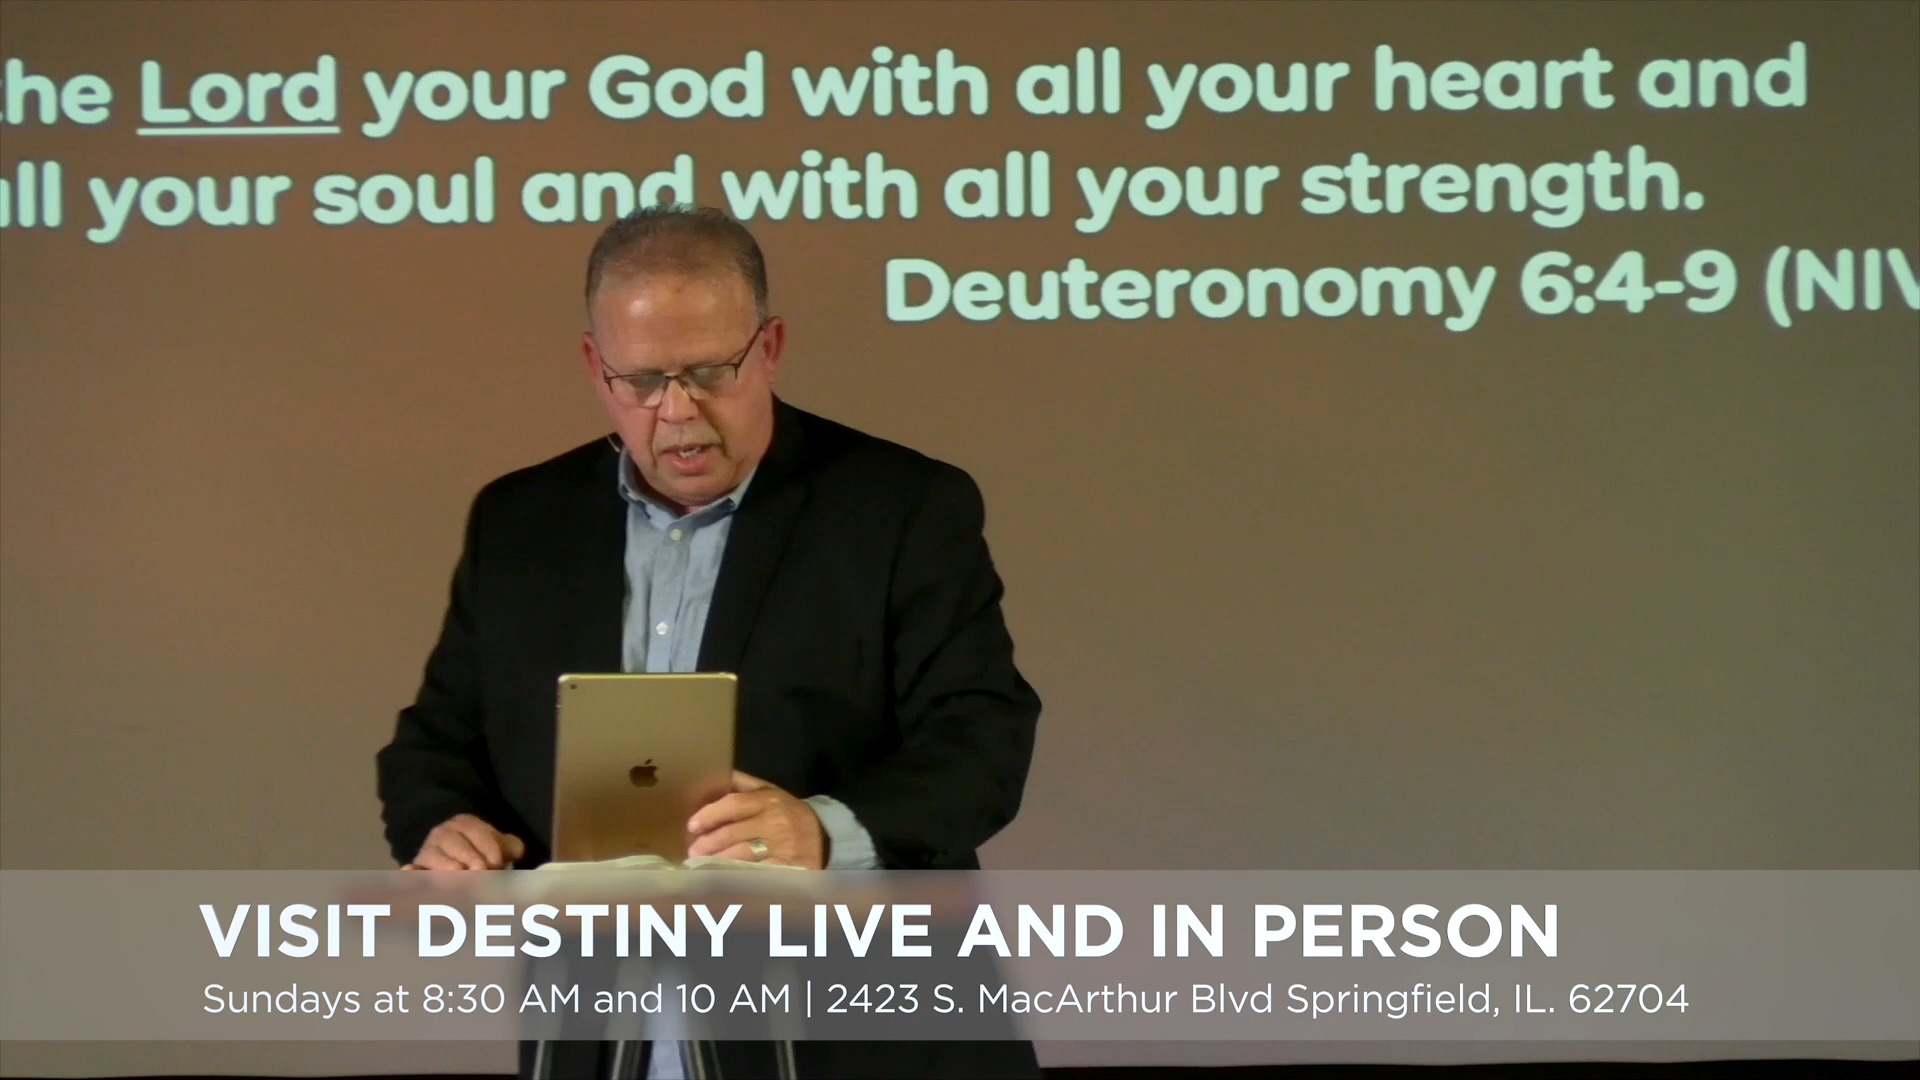 the Lord your God with all your heart and
all your soul and with all your strength.
Deuteronomy 6:4-9 (NIV
VISIT DESTINY LIVE AND IN PERSON
Sundays at 8:30 AM and 10 AM | 2423 S. MacArthur Blvd Springfield, IL. 62704